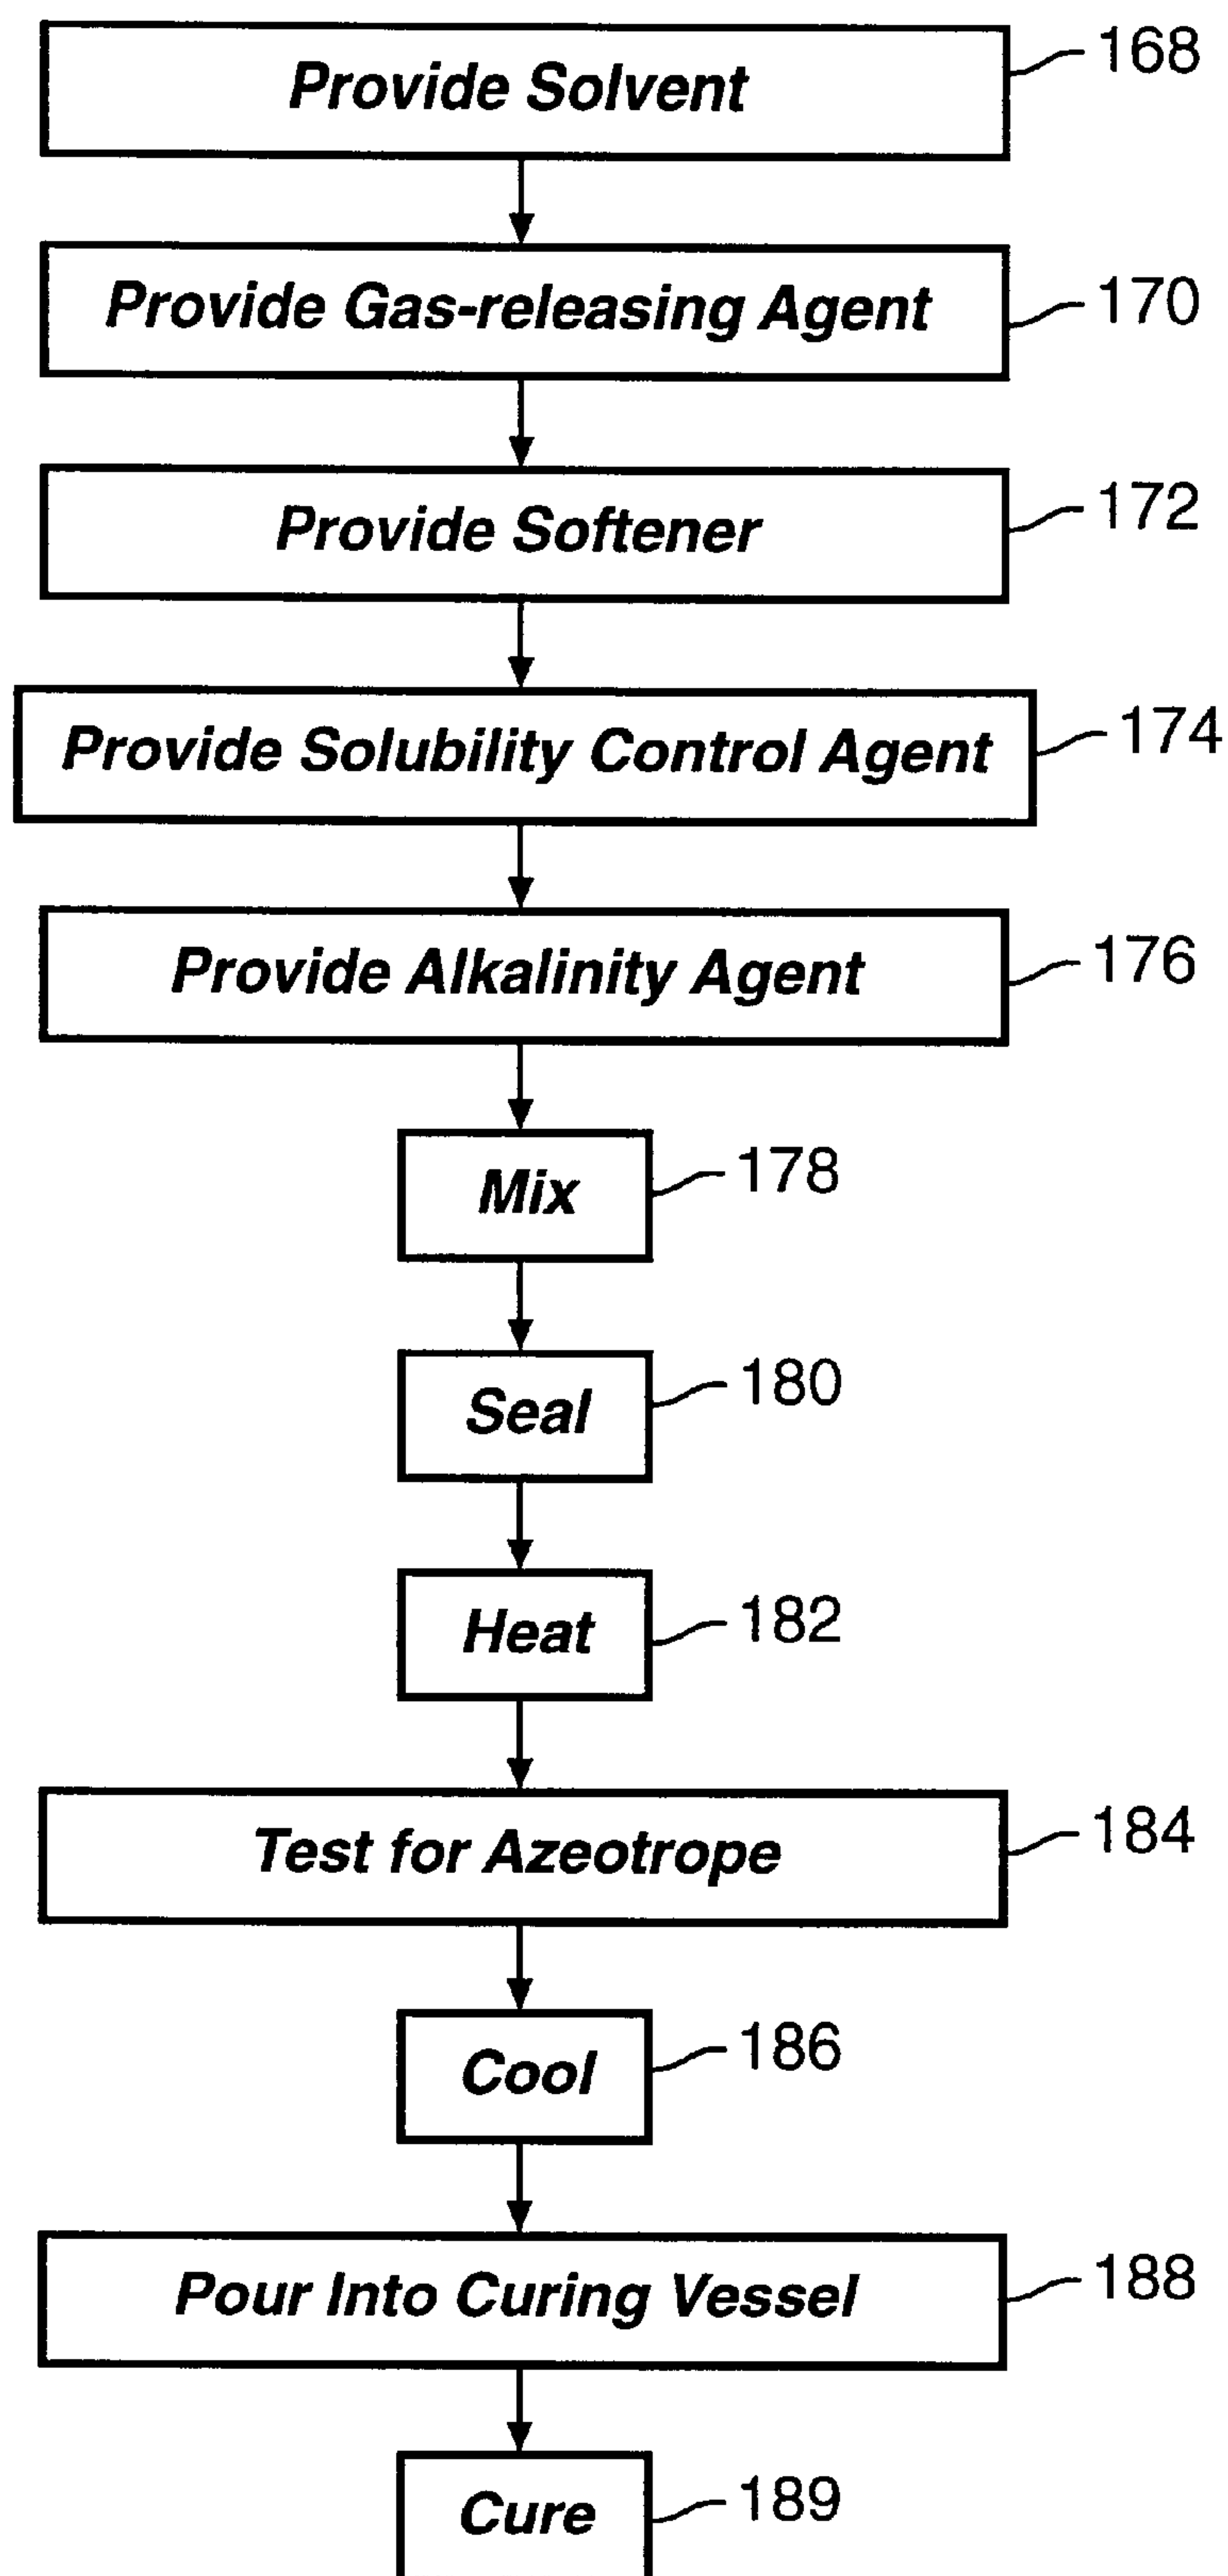 Provide Solvent 168
Provide Gas-releasing Agent 170
Provide Softener 172
Provide Solubility Control Agent 174
Provide Alkalinity Agent 176
Mix 178
Seal 180
Heat 182
Test for Azeotrope 184
Cool 186
Pour Into Curing Vessel 188
Cure 189